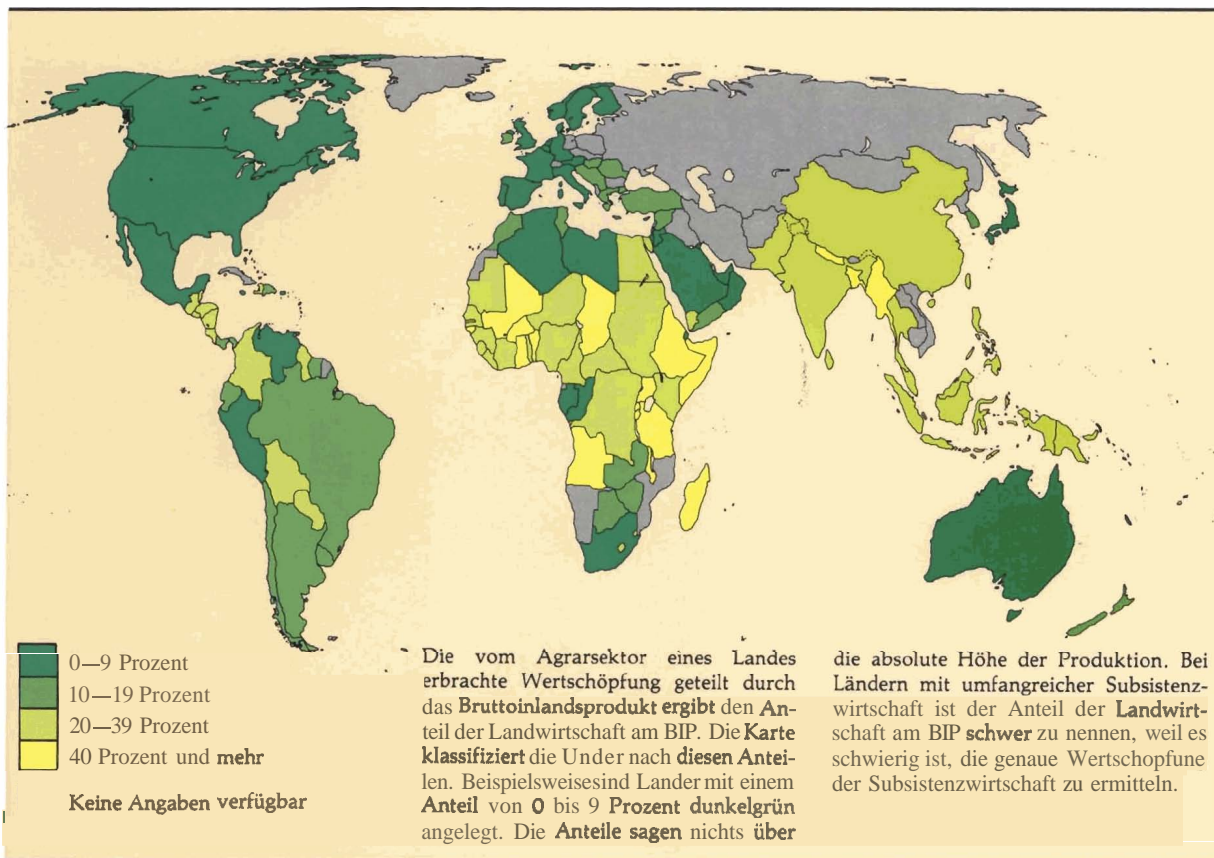 0—9 Prozent
10—19 Prozent
20—39 Prozent
40 Prozent und mehr
Keine Angaben verfügbar
Die vom Agrarsektor eines Landes
erbrachte Wertschöpfung geteilt durch
das Bruttoinlandsprodukt ergibt den An-
teil der Landwirtschaft am BIP. Die Karte
klassifiziert die Under nach diesen Antei-
len. Beispielsweisesind Lander mit einem
Anteil von 0 bis 9 Prozent dunkelgrün
angelegt. Die Anteile sagen nichts über
die absolute Höhe der Produktion. Bei
Ländern mit umfangreicher Subsistenz-
wirtschaft ist der Anteil der Landwirt-
schaft am BIP schwer zu nennen, weil es
schwierig ist, die genaue Wertschopfune
der Subsistenzwirtschaft zu ermitteln.